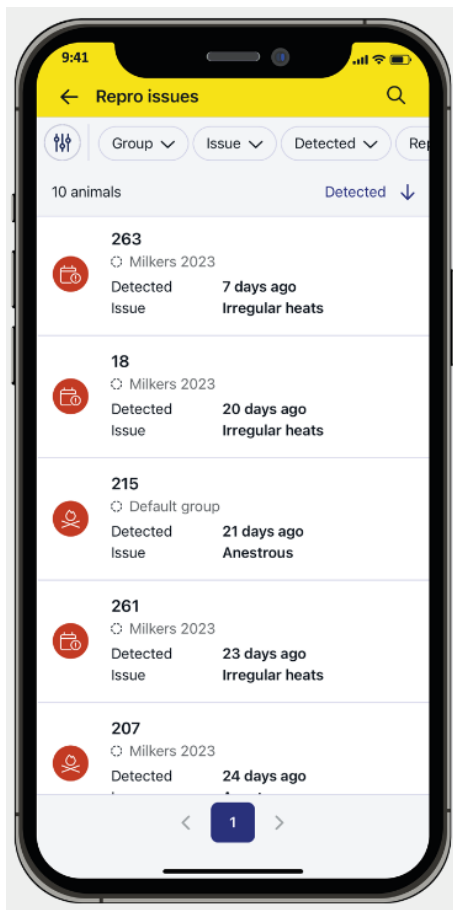 9:41
Repro issues
Group
Issue
Detected
10 animals
Detected
263
Milkers 2023
Detected 7 days ago
Issue Irregular heats
18
Milkers 2023
Detected 20 days ago
Issue Irregular heats
215
Default group
Detected 21 days ago
Issue Anestrous
261
Milkers 2023
Detected 23 days ago
Issue Irregular heats
207
Milkers 2023
Detected 24 days ago
1